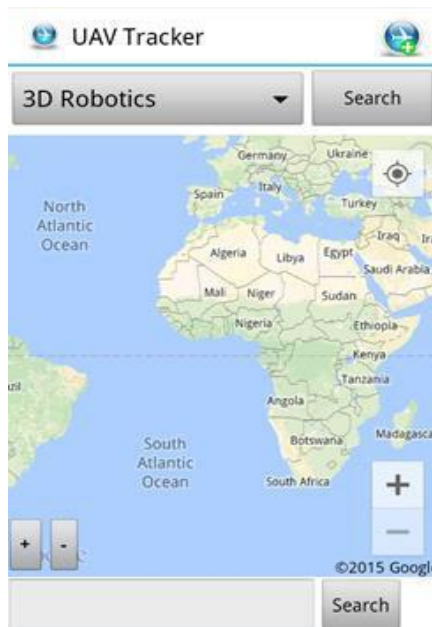 UAV Tracker
3D Robotics
Search
Germany
Ukraine
North
Atlantic
Ocean
Spain
Italy
Turkey
Algeria
Libya
Egypt
Iraq
Saudi Arabia
Mali
Niger
Sudan
Nigeria
Ethiopia
Kenya
Tanzania
Angola
South
Atlantic
Ocean
Botswana
Madagasca
South Africa
+
−
+ -
©2015 Googl
Search